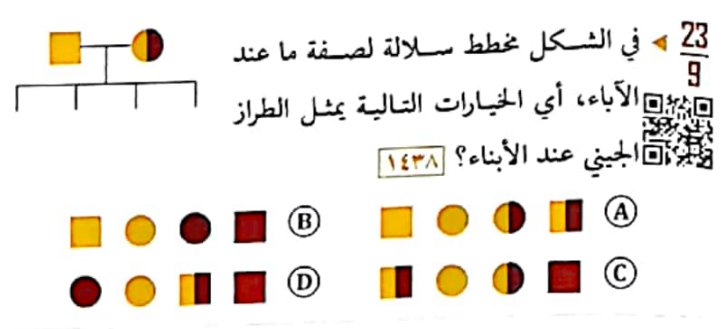 23
9
في الشكل مخطط سلالة لصفة ما عند
الآباء، أي الخيارات التالية يمثل الطراز
الجيني عند الأبناء؟ ١٤٣٨
A
B
C
D